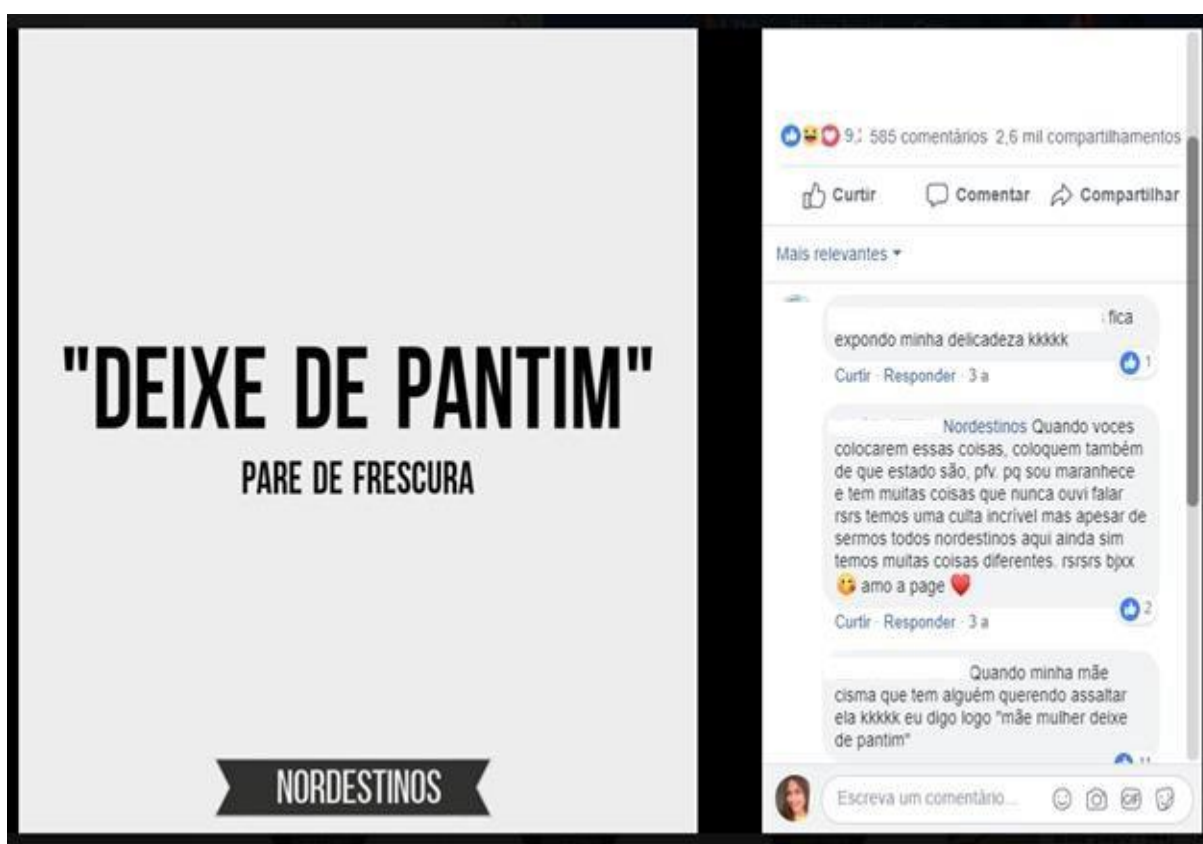 "DEIXE DE PANTIM"
PARE DE FRESCURA
NORDESTINOS
585 comentários 2,6 mil compartilhamentos
Curtir Comentar Compartilhar
Mais relevantes
fica
expondo minha delicadeza kkkkk
1
Curtir · Responder · 3 a
Nordestinos Quando voces
colocarem essas coisas, coloquem também
de que estado são, pfv. pq sou maranhece
e tem muitas coisas que nunca ouvi falar
rsrs temos uma culta incrível mas apesar de
sermos todos nordestinos aqui ainda sim
temos muitas coisas diferentes. rsrsrs bjxx
😋 amo a page ❤
2
Curtir · Responder · 3 a
Quando minha mãe
cisma que tem alguém querendo assaltar
ela kkkkk eu digo logo "mãe mulher deixe
de pantim"
Escreva um comentário...
GIF